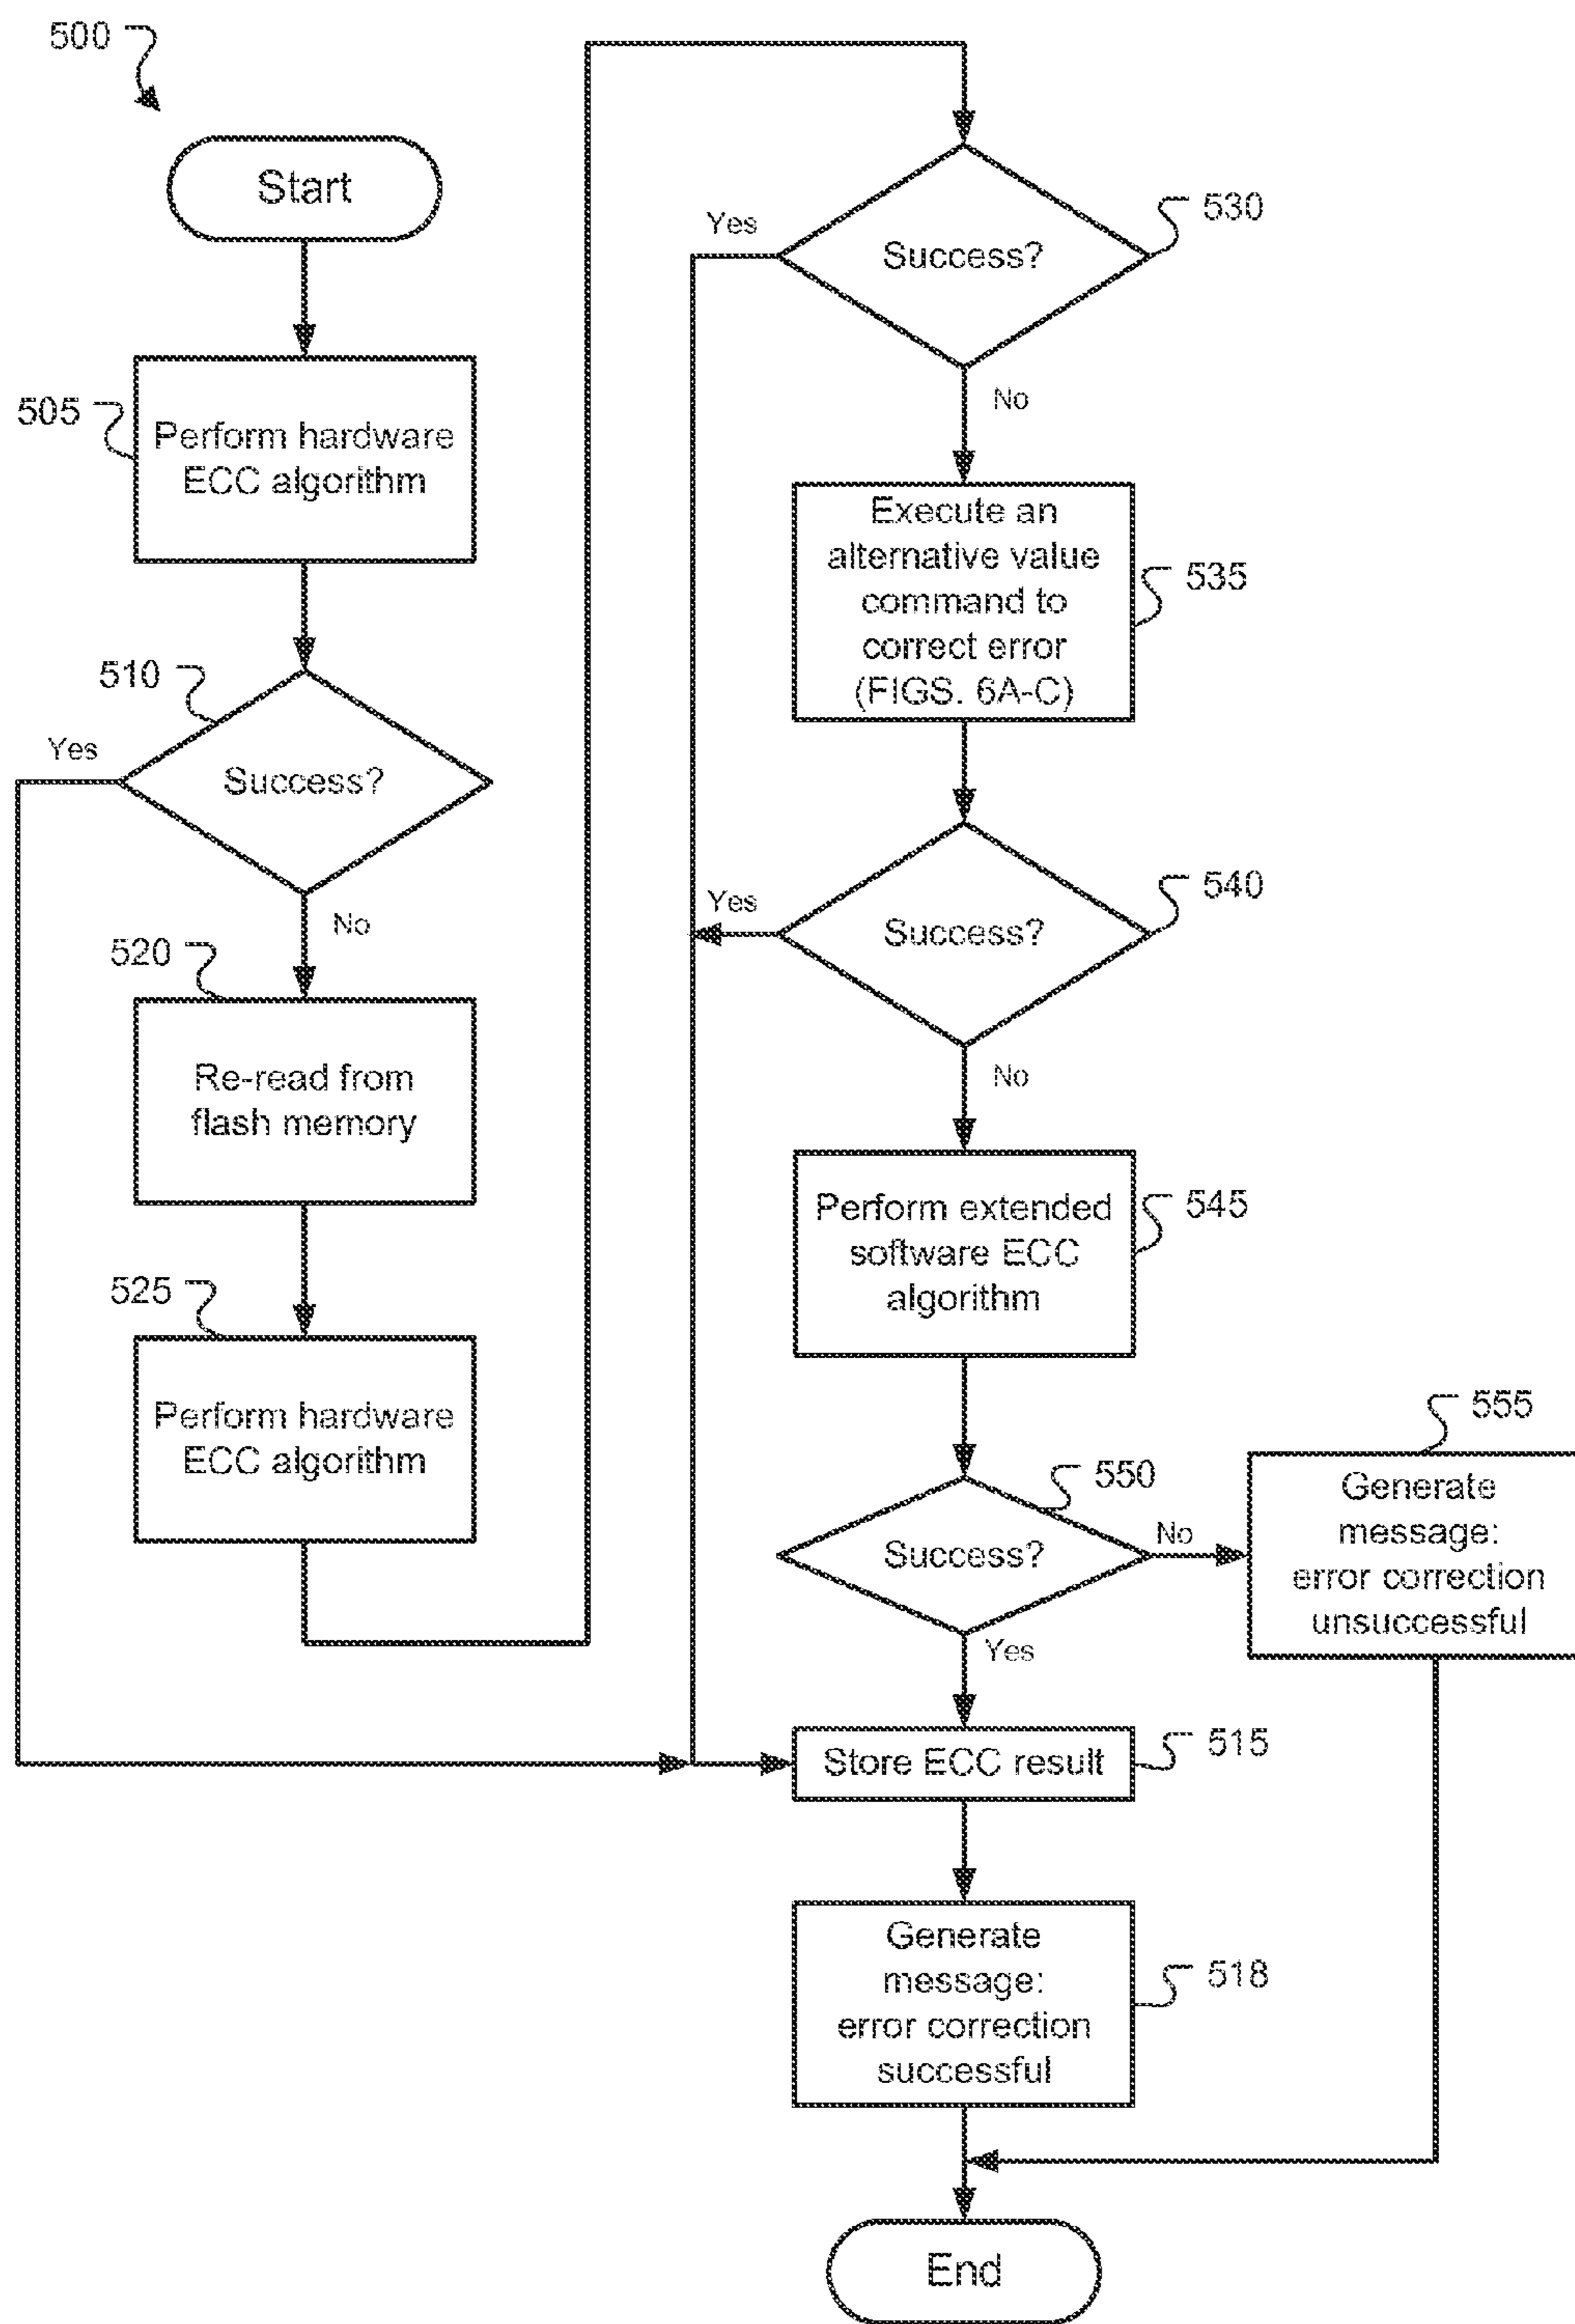 500
Start
505
Perform hardware
ECC algorithm
510
Yes
Success?
No
520
Re-read from
flash memory
525
Perform hardware
ECC algorithm
Yes
Success?
530
No
Execute an
alternative value
command to
correct error
(FIGS. 6A-C)
535
Yes
Success?
540
No
Perform extended
software ECC
algorithm
545
550
Success?
No
Yes
555
Generate
message:
error correction
unsuccessful
Store ECC result
515
Generate
message:
error correction
successful
518
End